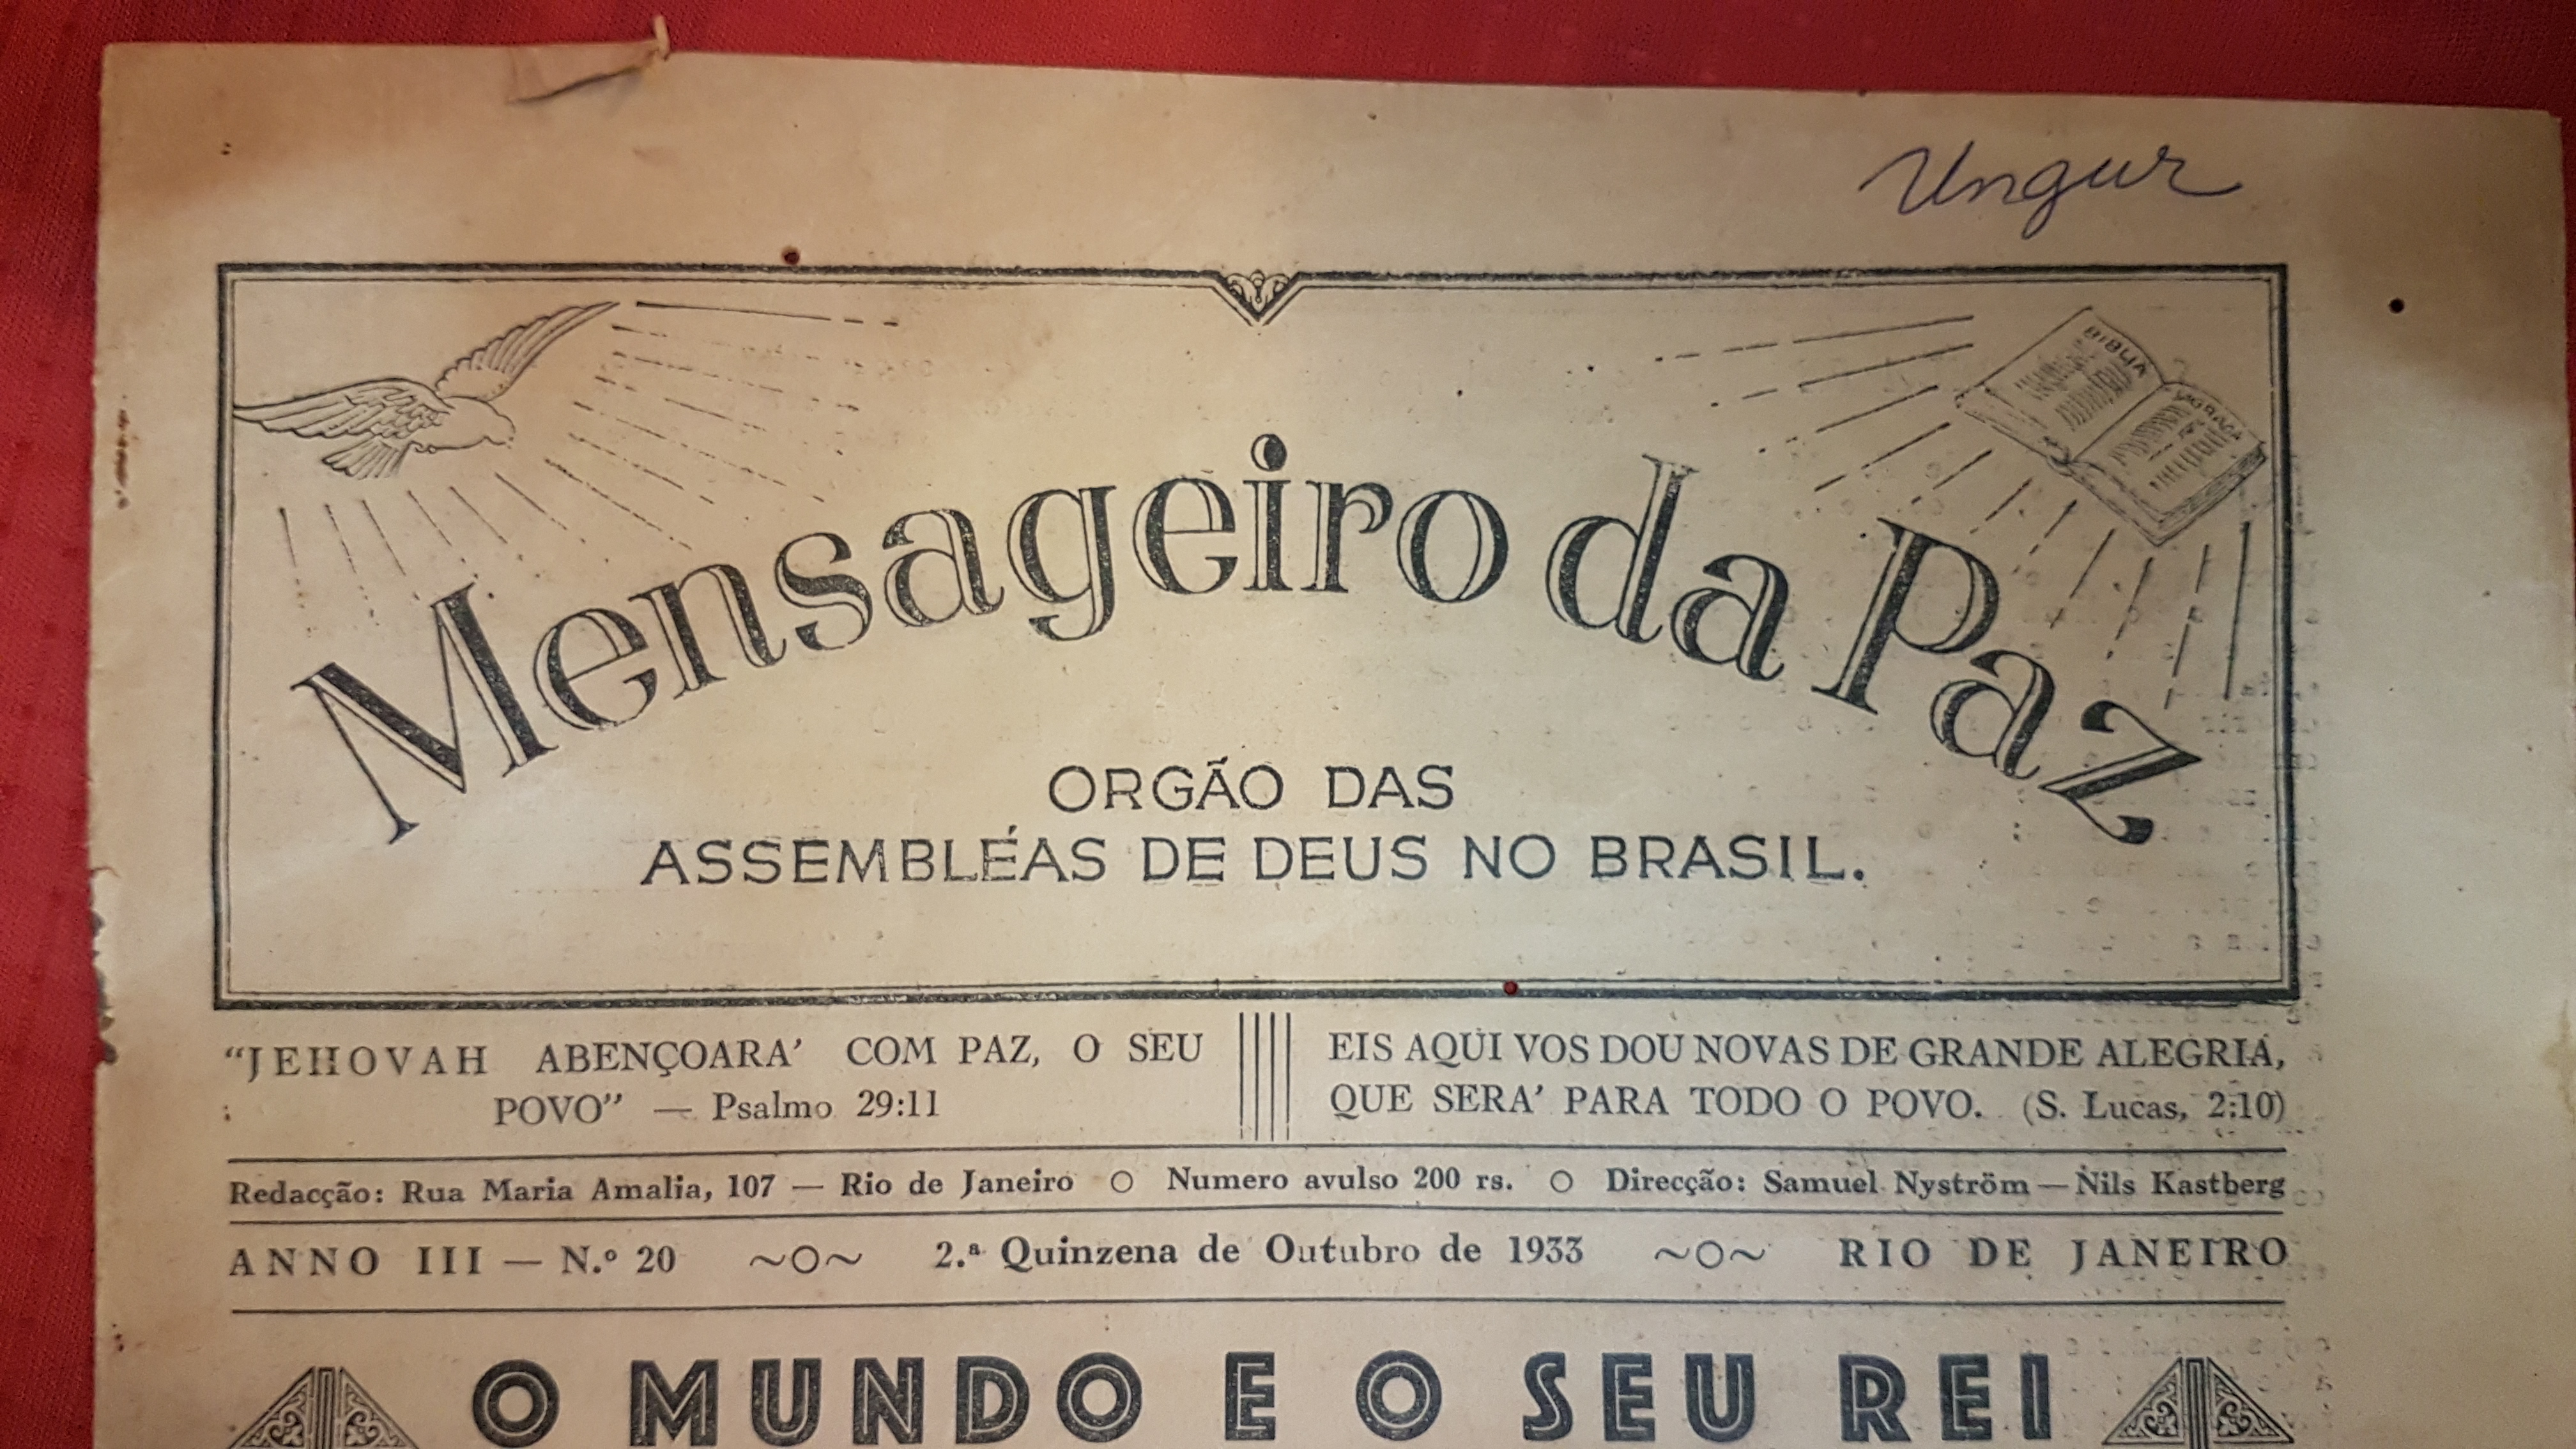 Ungur
BIBLIA
Mensageiro da Paz
ORGÃO DAS
ASSEMBLÉAS DE DEUS NO BRASIL.
"JEHOVAH ABENÇOARA' COM PAZ, O SEU
POVO" — Psalmo 29:11
EIS AQUI VOS DOU NOVAS DE GRANDE ALEGRIA,
QUE SERA' PARA TODO O POVO. (S. Lucas, 2:10)
Redacção: Rua Maria Amalia, 107 — Rio de Janeiro O Numero avulso 200 rs. O Direcção: Samuel Nyström — Nils Kastberg
ANNO III — N.º 20 ~O~ 2.ª Quinzena de Outubro de 1933 ~O~ RIO DE JANEIRO
O MUNDO E O SEU REI